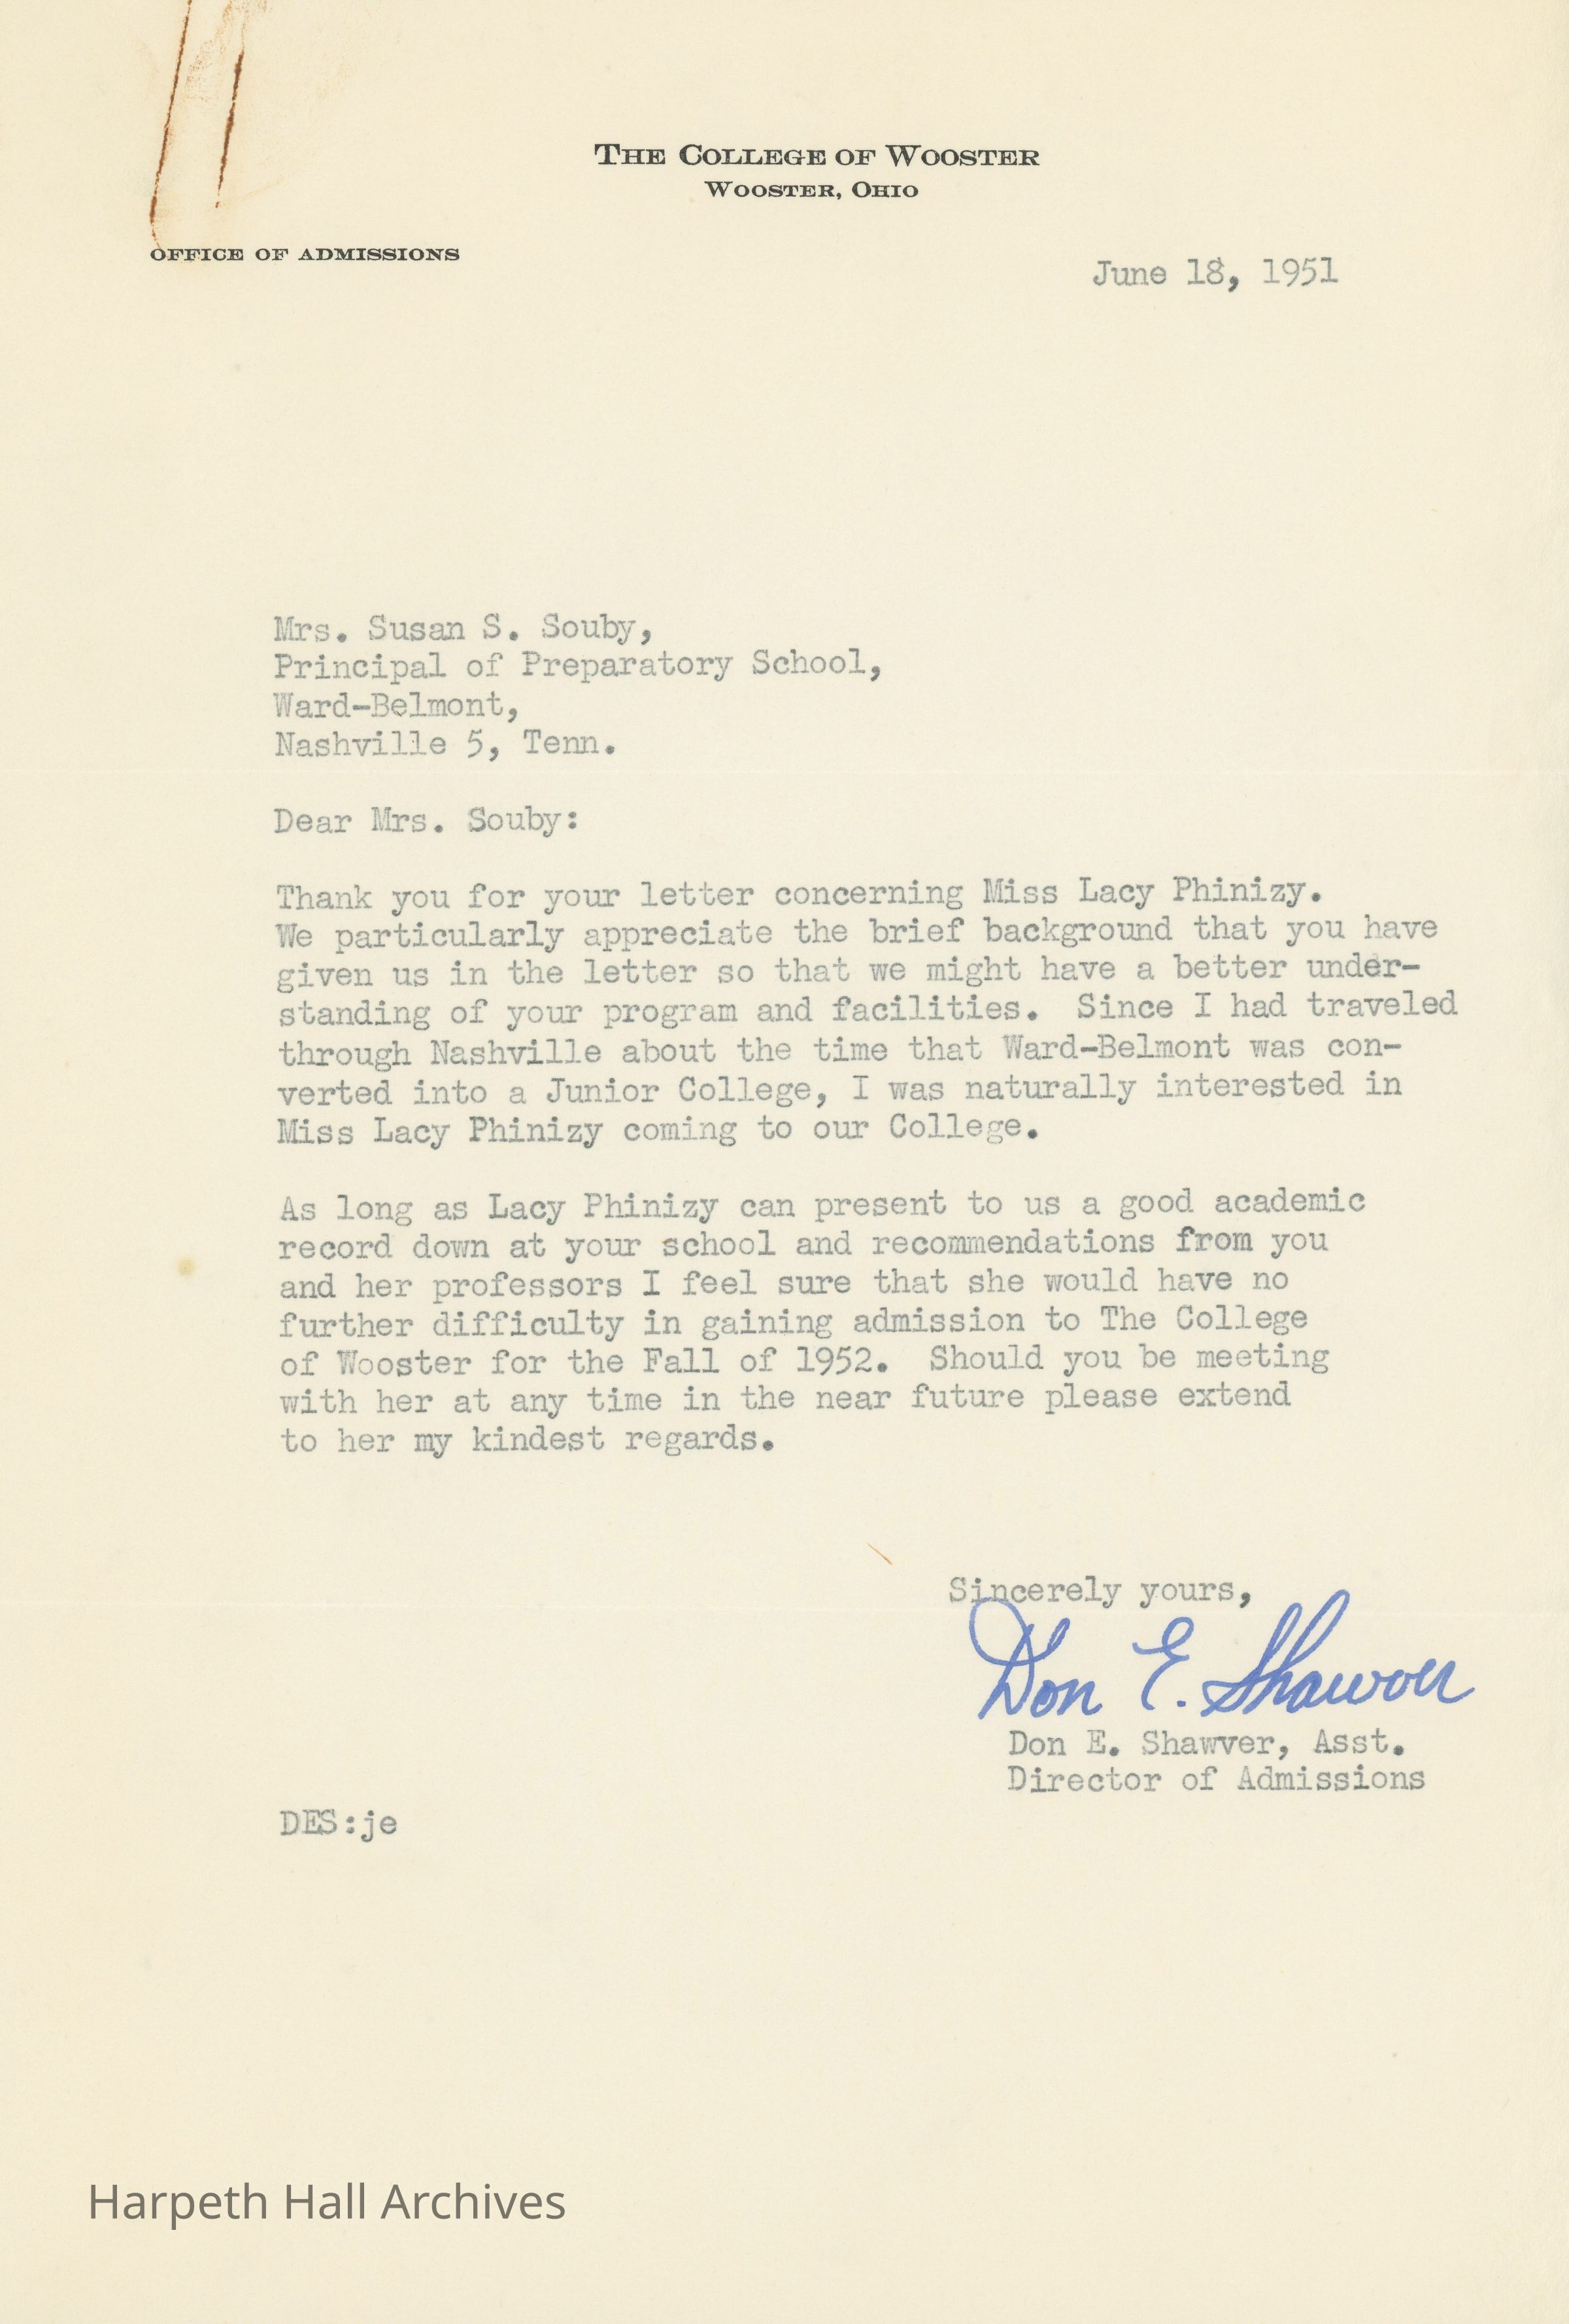 THE COLLEGE OF WOOSTER
WOOSTER, OHIO
OFFICE OF ADMISSIONS
June 18, 1951
Mrs. Susan S. Souby,
Principal of Preparatory School,
Ward-Belmont,
Nashville 5, Tenn.
Dear Mrs. Souby:
Thank you for your letter concerning Miss Lacy Phinizy.
We particularly appreciate the brief background that you have
given us in the letter so that we might have a better under-
standing of your program and facilities. Since I had traveled
through Nashville about the time that Ward-Belmont was con-
verted into a Junior College, I was naturally interested in
Miss Lacy Phinizy coming to our College.
As long as Lacy Phinizy can present to us a good academic
record down at your school and recommendations from you
and her professors I feel sure that she would have no
further difficulty in gaining admission to The College
of Wooster for the Fall of 1952. Should you be meeting
with her at any time in the near future please extend
to her my kindest regards.
Sincerely yours,
Don E. Shawver
Don E. Shawver, Asst.
Director of Admissions
DES:je
Harpeth Hall Archives